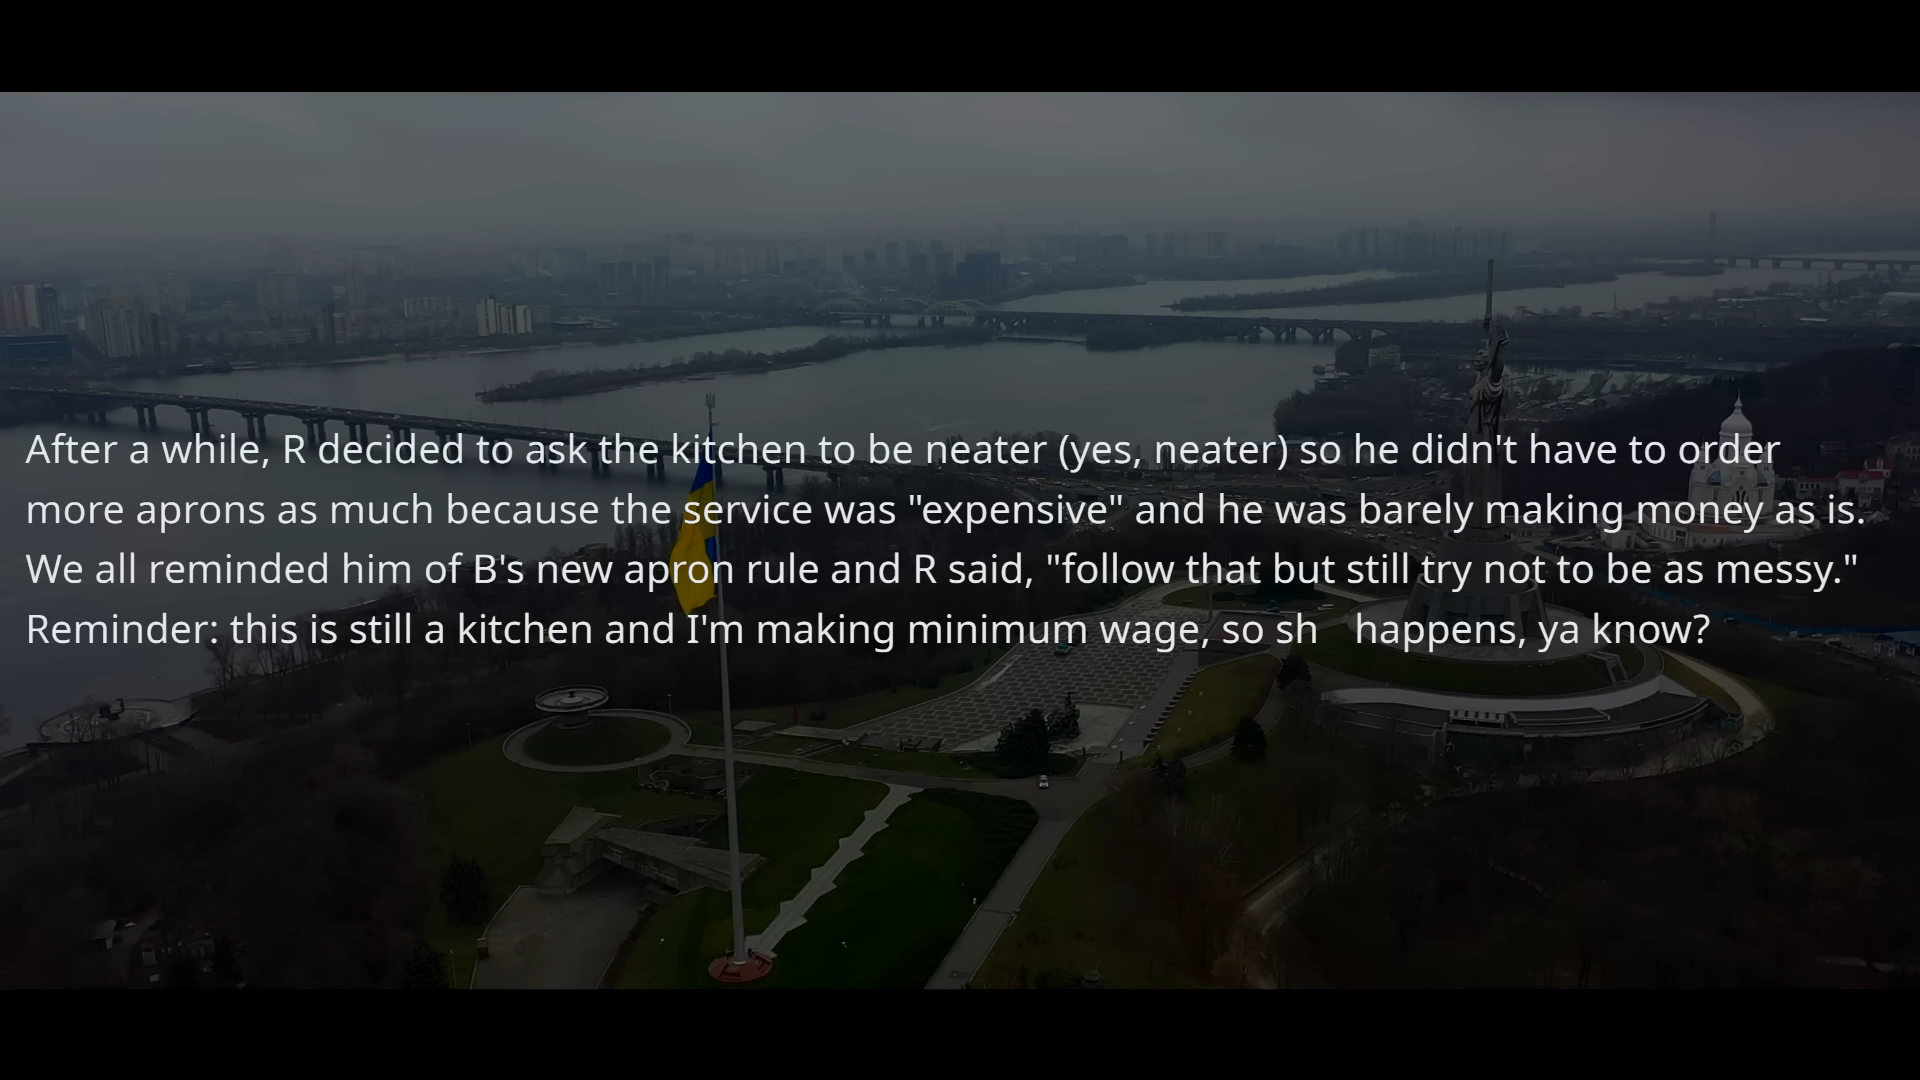 After a while, R decided to ask the kitchen to be neater (yes, neater) so he didn't have to order
more aprons as much because the service was "expensive" and he was barely making money as is.
We all reminded him of B's new apron rule and R said, "follow that but still try not to be as messy."
Reminder: this is still a kitchen and I'm making minimum wage, so sh   happens, ya know?